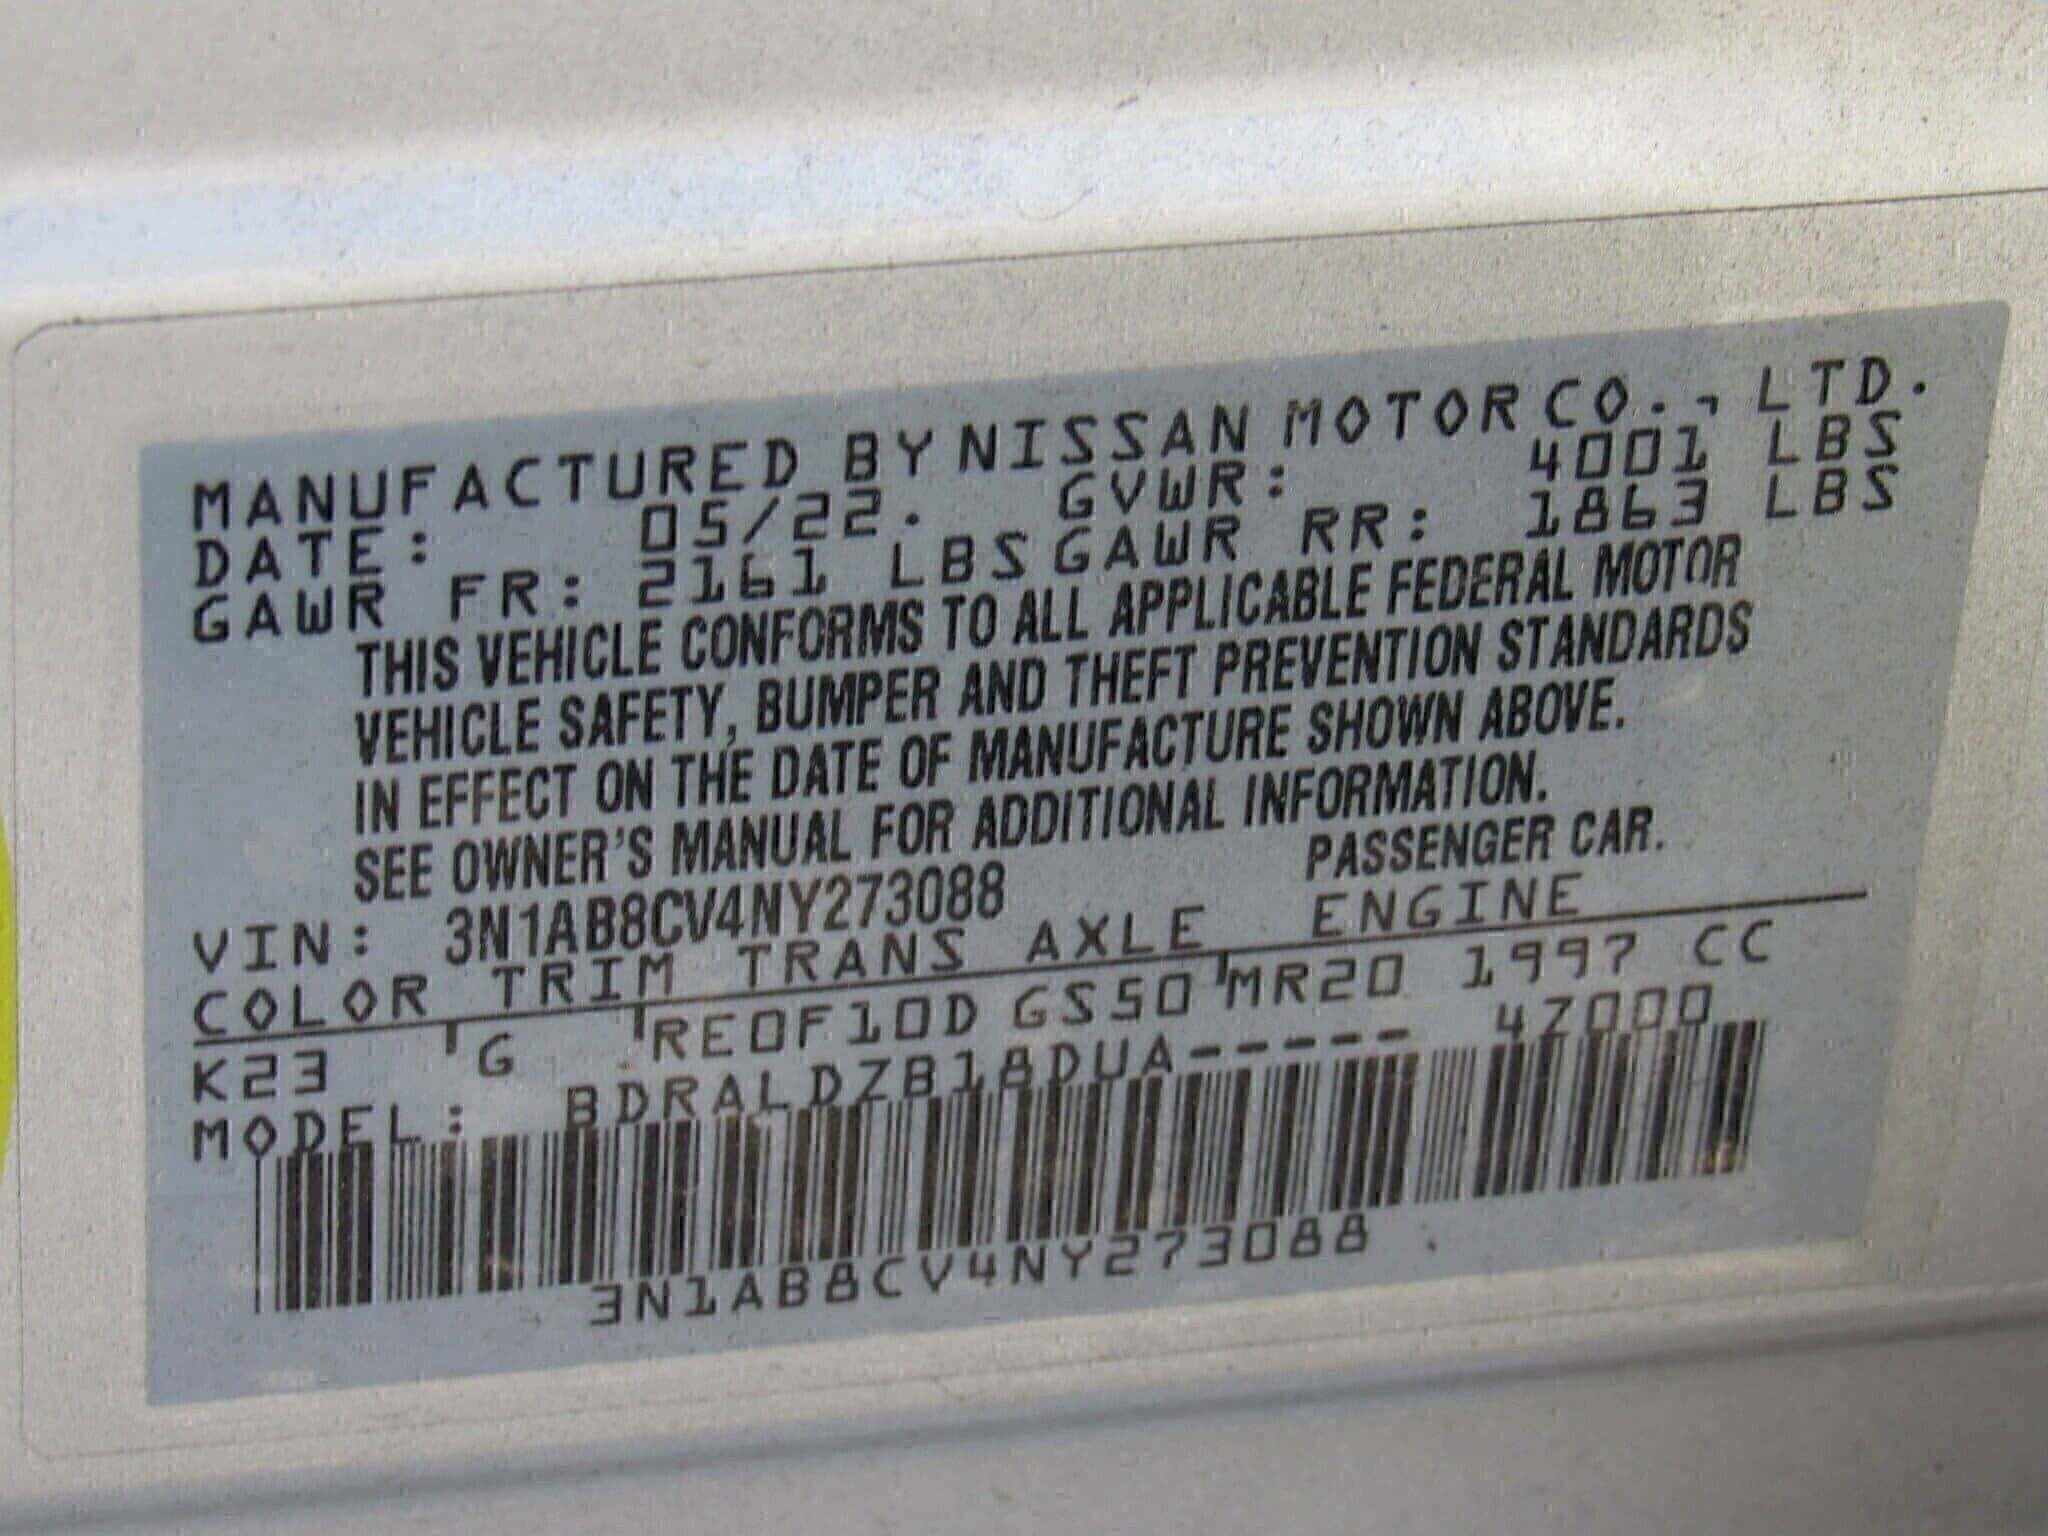 MANUFACTURED BY NISSAN MOTOR CO., LTD.
DATE: 05/22. GVWR: 4001 LBS
GAWR FR: 2161 LBS GAWR RR: 1863 LBS
THIS VEHICLE CONFORMS TO ALL APPLICABLE FEDERAL MOTOR
VEHICLE SAFETY, BUMPER AND THEFT PREVENTION STANDARDS
IN EFFECT ON THE DATE OF MANUFACTURE SHOWN ABOVE.
SEE OWNER'S MANUAL FOR ADDITIONAL INFORMATION.
VIN: 3N1AB8CV4NY273088 PASSENGER CAR.
COLOR TRIM TRANS AXLE ENGINE
K23 G RE0F10D GS50 MR20 1997 CC
MODEL: BDRALDZB18DUA----- 4Z000
3N1AB8CV4NY273088